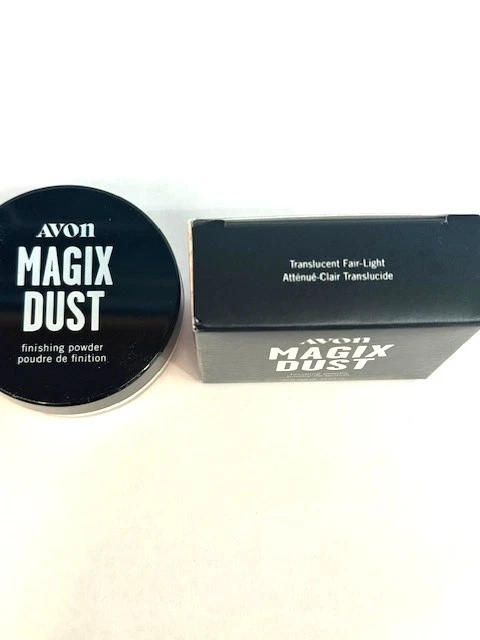 AVON
MAGIX
DUST
finishing powder
poudre de finition
Translucent Fair-Light
Atténué-Clair Translucide
AVON
MAGIX
DUST